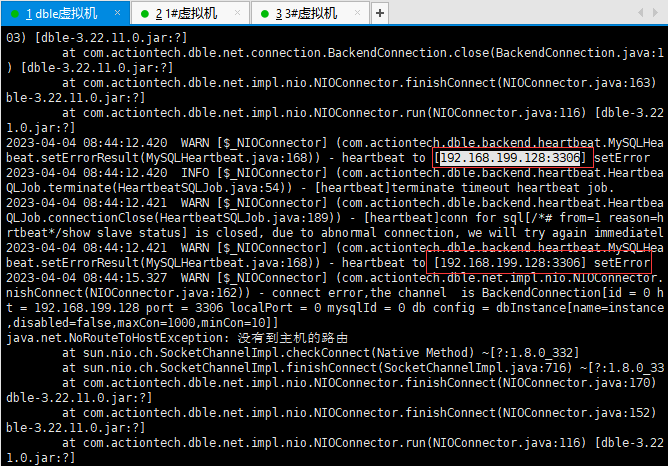 1 dble虚拟机 × 2 1#虚拟机 × 3 3#虚拟机 × +
03) [dble-3.22.11.0.jar:?]
at com.actiontech.dble.net.connection.BackendConnection.close(BackendConnection.java:1
) [dble-3.22.11.0.jar:?]
at com.actiontech.dble.net.impl.nio.NIOConnector.finishConnect(NIOConnector.java:163)
ble-3.22.11.0.jar:?]
at com.actiontech.dble.net.impl.nio.NIOConnector.run(NIOConnector.java:116) [dble-3.22
1.0.jar:?]
2023-04-04 08:44:12.420 WARN [$_NIOConnector] (com.actiontech.dble.backend.heartbeat.MySQLHea
beat.setErrorResult(MySQLHeartbeat.java:168)) - heartbeat to [192.168.199.128:3306] setError
2023-04-04 08:44:12.420 INFO [$_NIOConnector] (com.actiontech.dble.backend.heartbeat.Heartbea
QLJob.terminate(HeartbeatSQLJob.java:54)) - [heartbeat]terminate timeout heartbeat job.
2023-04-04 08:44:12.421 WARN [$_NIOConnector] (com.actiontech.dble.backend.heartbeat.Heartbea
QLJob.connectionClose(HeartbeatSQLJob.java:189)) - [heartbeat]conn for sql[/*# from=1 reason=h
rtbeat*/show slave status] is closed, due to abnormal connection, we will try again immediatel
2023-04-04 08:44:12.421 WARN [$_NIOConnector] (com.actiontech.dble.backend.heartbeat.MySQLHea
beat.setErrorResult(MySQLHeartbeat.java:168)) - heartbeat to [192.168.199.128:3306] setError
2023-04-04 08:44:15.327 WARN [$_NIOConnector] (com.actiontech.dble.net.impl.nio.NIOConnector.
nishConnect(NIOConnector.java:162)) - connect error,the channel is BackendConnection[id = 0 h
t = 192.168.199.128 port = 3306 localPort = 0 mysqlId = 0 db config = dbInstance[name=instance
,disabled=false,maxCon=1000,minCon=10]]
java.net.NoRouteToHostException: 没有到主机的路由
at sun.nio.ch.SocketChannelImpl.checkConnect(Native Method) ~[?:1.8.0_332]
at sun.nio.ch.SocketChannelImpl.finishConnect(SocketChannelImpl.java:716) ~[?:1.8.0_33
at com.actiontech.dble.net.impl.nio.NIOConnector.finishConnect(NIOConnector.java:170)
dble-3.22.11.0.jar:?]
at com.actiontech.dble.net.impl.nio.NIOConnector.finishConnect(NIOConnector.java:152)
ble-3.22.11.0.jar:?]
at com.actiontech.dble.net.impl.nio.NIOConnector.run(NIOConnector.java:116) [dble-3.22
1.0.jar:?]